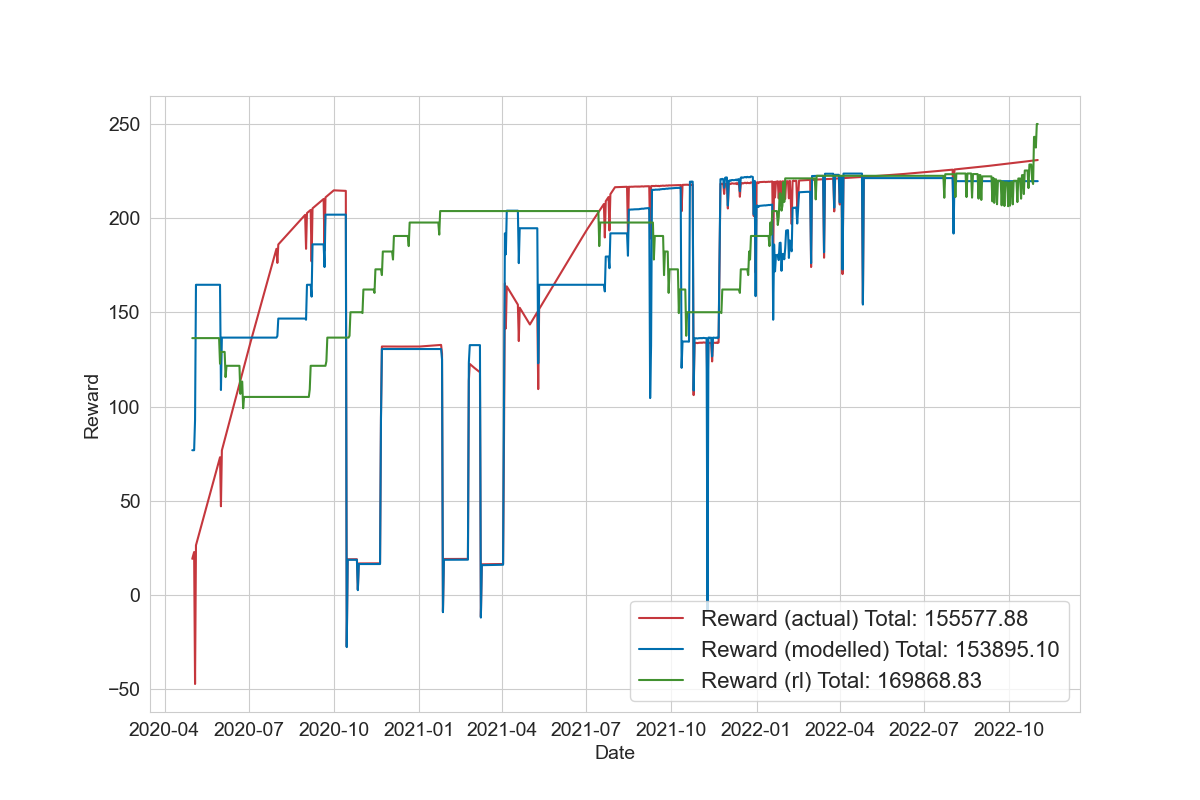 250
200
150
100
50
0
−50
Reward
2020-04 2020-07 2020-10 2021-01 2021-04 2021-07 2021-10 2022-01 2022-04 2022-07 2022-10
Date
Reward (actual) Total: 155577.88
Reward (modelled) Total: 153895.10
Reward (rl) Total: 169868.83